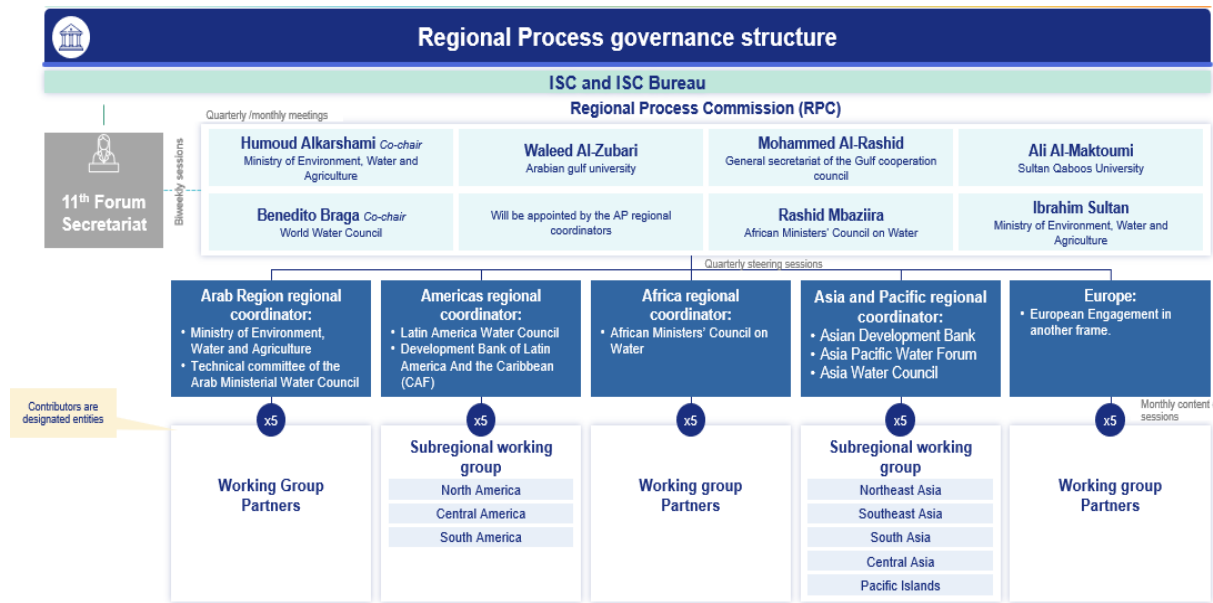 Regional Process governance structure
ISC and ISC Bureau
Regional Process Commission (RPC)
Quarterly /monthly meetings
11th Forum
Secretariat
Biweekly sessions
Humoud Alkarshami Co-chair
Ministry of Environment, Water and
Agriculture
Waleed Al-Zubari
Arabian gulf university
Mohammed Al-Rashid
General secretariat of the Gulf cooperation
council
Ali Al-Maktoumi
Sultan Qaboos University
Benedito Braga Co-chair
World Water Council
Will be appointed by the AP regional
coordinators
Rashid Mbaziira
African Ministers' Council on Water
Ibrahim Sultan
Ministry of Environment, Water and
Agriculture
Quarterly steering sessions
Arab Region regional
coordinator:
• Ministry of Environment,
Water and Agriculture
• Technical committee of the
Arab Ministerial Water Council
Americas regional
coordinator:
• Latin America Water Council
• Development Bank of Latin
America And the Caribbean
(CAF)
Africa regional
coordinator:
• African Ministers' Council on
Water
Asia and Pacific regional
coordinator:
• Asian Development Bank
• Asia Pacific Water Forum
• Asia Water Council
Europe:
• European Engagement in
another frame.
Contributors are
designated entities
Monthly content
sessions
x5
x5
x5
x5
x5
Working Group
Partners
Subregional working
group
North America
Central America
South America
Working group
Partners
Subregional working
group
Northeast Asia
Southeast Asia
South Asia
Central Asia
Pacific Islands
Working group
Partners